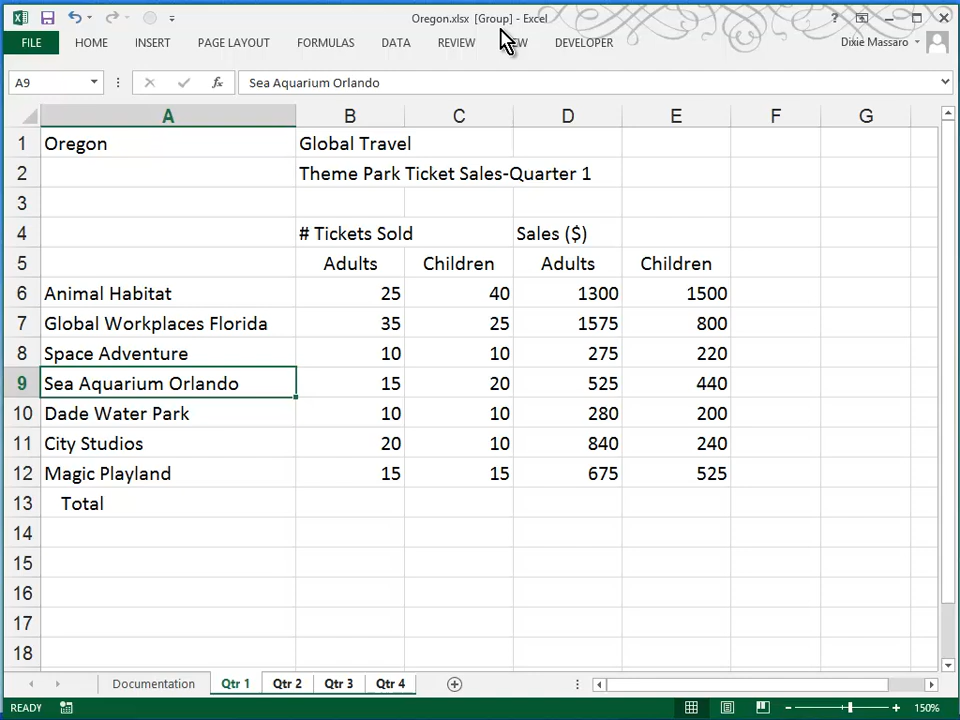 Oregon.xlsx [Group] - Excel
?
FILE HOME INSERT PAGE LAYOUT FORMULAS DATA REVIEW DEVELOPER Dixie Massaro
A9 fx Sea Aquarium Orlando
A B C D E F G
1 Oregon Global Travel
2 Theme Park Ticket Sales-Quarter 1
3
4 # Tickets Sold Sales ($)
5 Adults Children Adults Children
6 Animal Habitat 25 40 1300 1500
7 Global Workplaces Florida 35 25 1575 800
8 Space Adventure 10 10 275 220
9 Sea Aquarium Orlando 15 20 525 440
10 Dade Water Park 10 10 280 200
11 City Studios 20 10 840 240
12 Magic Playland 15 15 675 525
13 Total
14
15
16
17
18
Documentation Qtr 1 Qtr 2 Qtr 3 Qtr 4
READY 150%